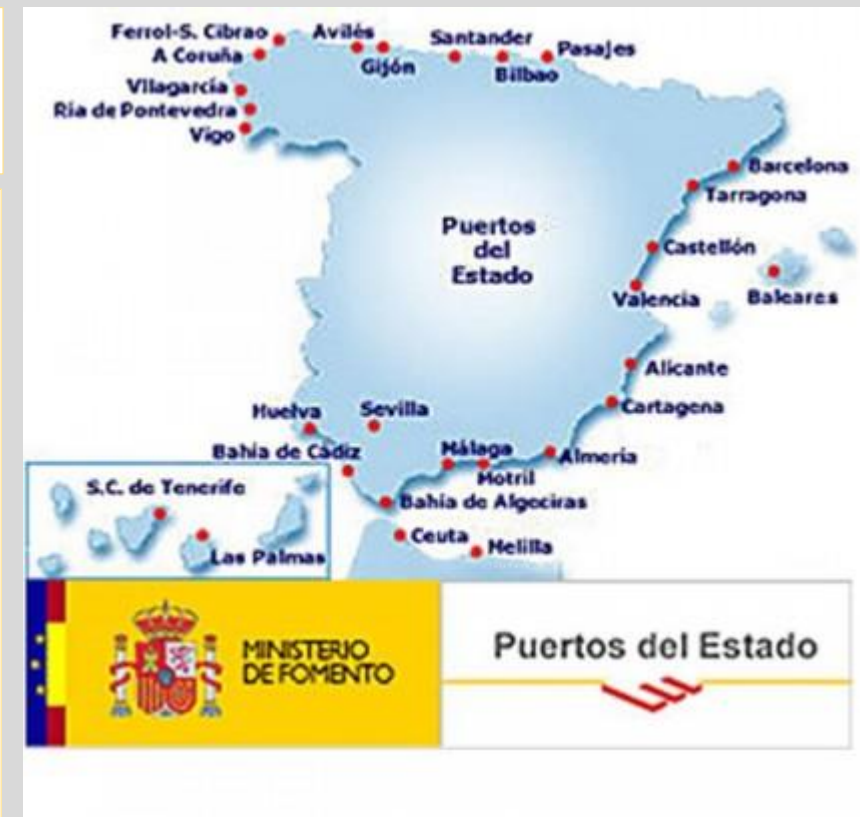 Ferrol-S. Cibrao
Avilés
Santander
Pasajes
A Coruña
Gijón
Bilbao
Vilagarcía
Ria de Pontevedra
Vigo
Barcelona
Tarragona
Puertos
del
Estado
Castellón
Valencia
Baleares
Alicante
Cartagena
Huelva
Sevilla
Bahía de Cádiz
Málaga
Almería
Motril
S.C. de Tenerife
Bahía de Algeciras
Ceuta
Melilla
Las Palmas
MINISTERIO
DE FOMENTO
Puertos del Estado